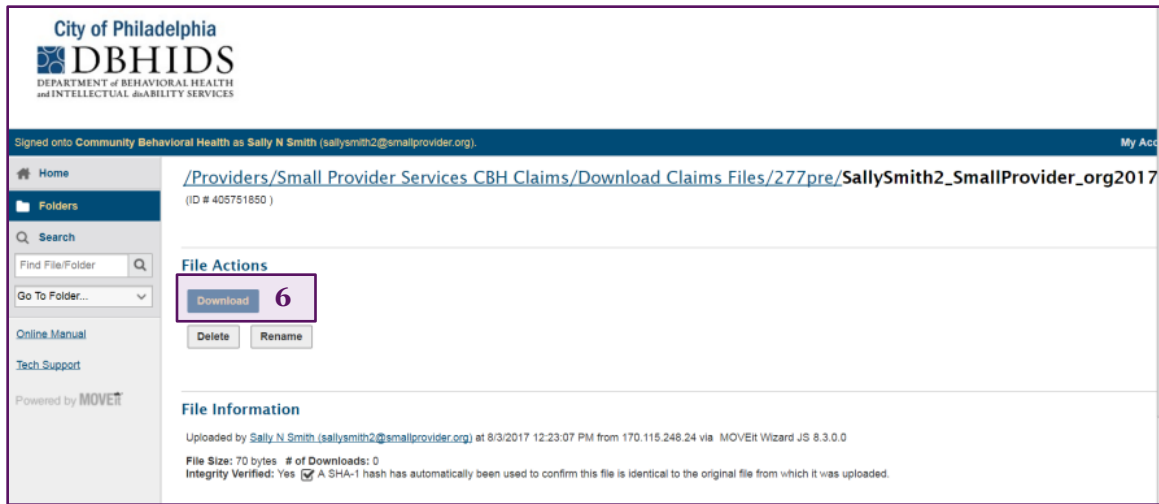 City of Philadelphia
DBHIDS
DEPARTMENT of BEHAVIORAL HEALTH
and INTELLECTUAL disABILITY SERVICES
Signed onto Community Behavioral Health as Sally N Smith (sallysmith2@smallprovider.org).
My Acc
Home
Folders
Search
Find File/Folder
Go To Folder...
Online Manual
Tech Support
Powered by MOVEit
/Providers/Small Provider Services CBH Claims/Download Claims Files/277pre/SallySmith2_SmallProvider_org2017
(ID # 405751850 )
File Actions
Download 6
Delete Rename
File Information
Uploaded by Sally N Smith (sallysmith2@smallprovider.org) at 8/3/2017 12:23:07 PM from 170.115.248.24 via MOVEit Wizard JS 8.3.0.0
File Size: 70 bytes # of Downloads: 0
Integrity Verified: Yes A SHA-1 hash has automatically been used to confirm this file is identical to the original file from which it was uploaded.